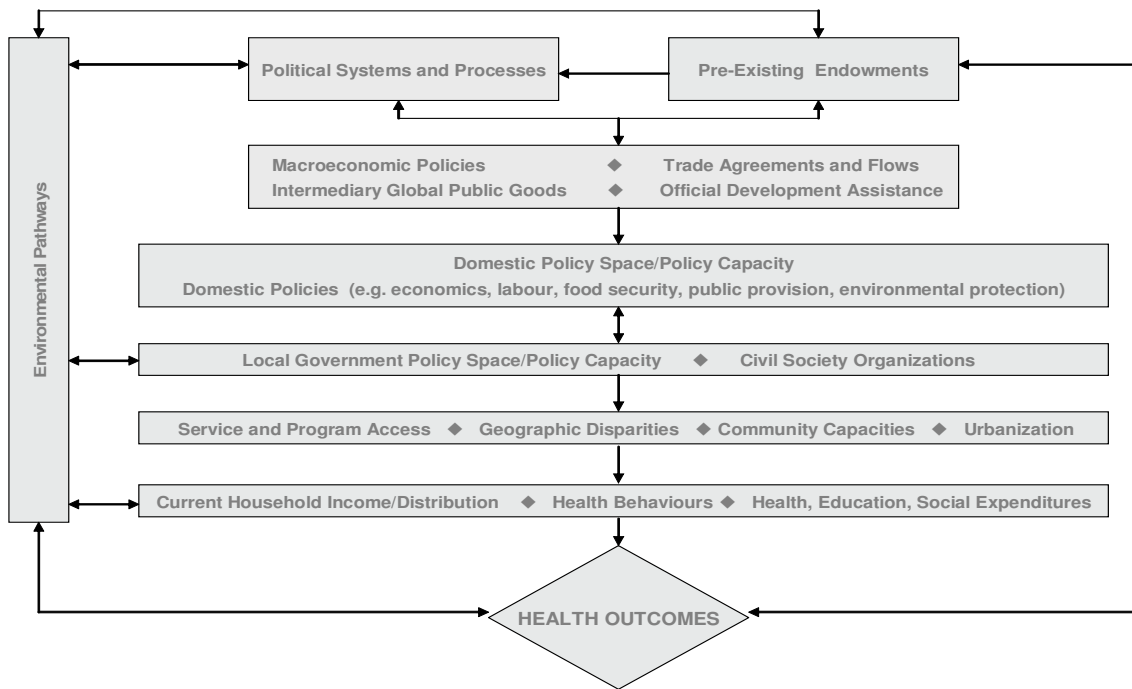 Environmental Pathways
Political Systems and Processes
Pre-Existing Endowments
Macroeconomic Policies ◆ Trade Agreements and Flows
Intermediary Global Public Goods ◆ Official Development Assistance
Domestic Policy Space/Policy Capacity
Domestic Policies (e.g. economics, labour, food security, public provision, environmental protection)
Local Government Policy Space/Policy Capacity ◆ Civil Society Organizations
Service and Program Access ◆ Geographic Disparities ◆ Community Capacities ◆ Urbanization
Current Household Income/Distribution ◆ Health Behaviours ◆ Health, Education, Social Expenditures
HEALTH OUTCOMES